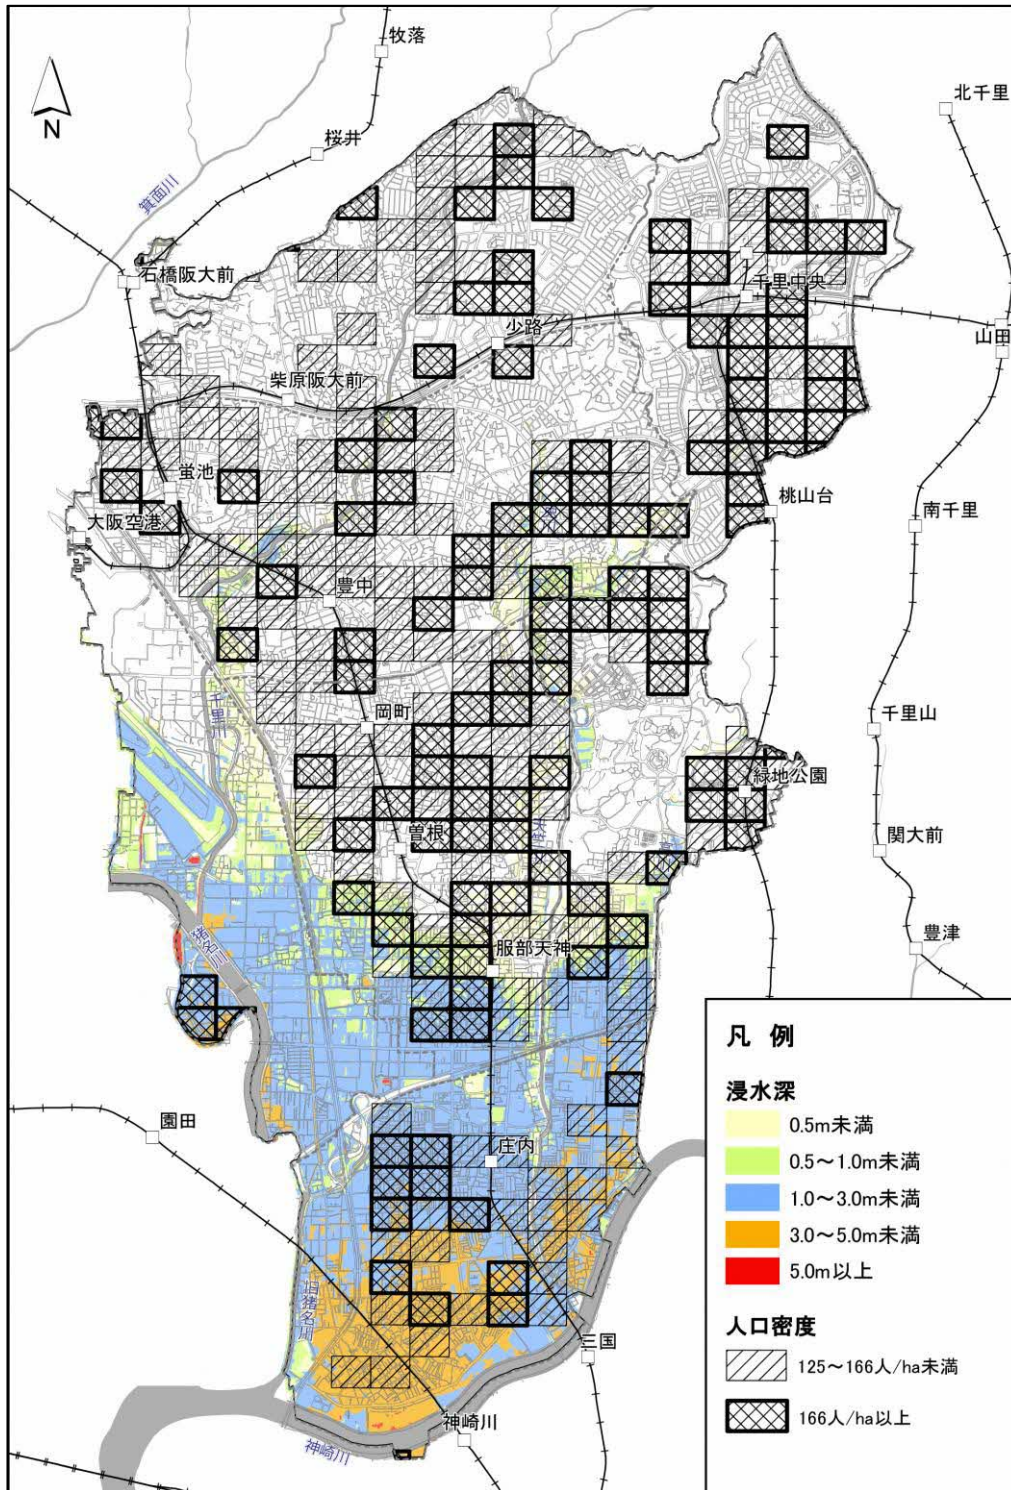 牧落
北千里
N
桜井
箕面川
石橋阪大前
千里中央
少路
山田
柴原阪大前
蛍池
桃山台
大阪空港
南千里
豊中
千里川
岡町
千里山
緑地公園
曽根
関大前
猪名川
服部天神
豊津
園田
庄内
旧猪名川
三国
神崎川
神崎川
凡 例
浸水深
0.5m未満
0.5～1.0m未満
1.0～3.0m未満
3.0～5.0m未満
5.0m以上
人口密度
125～166人/ha未満
166人/ha以上